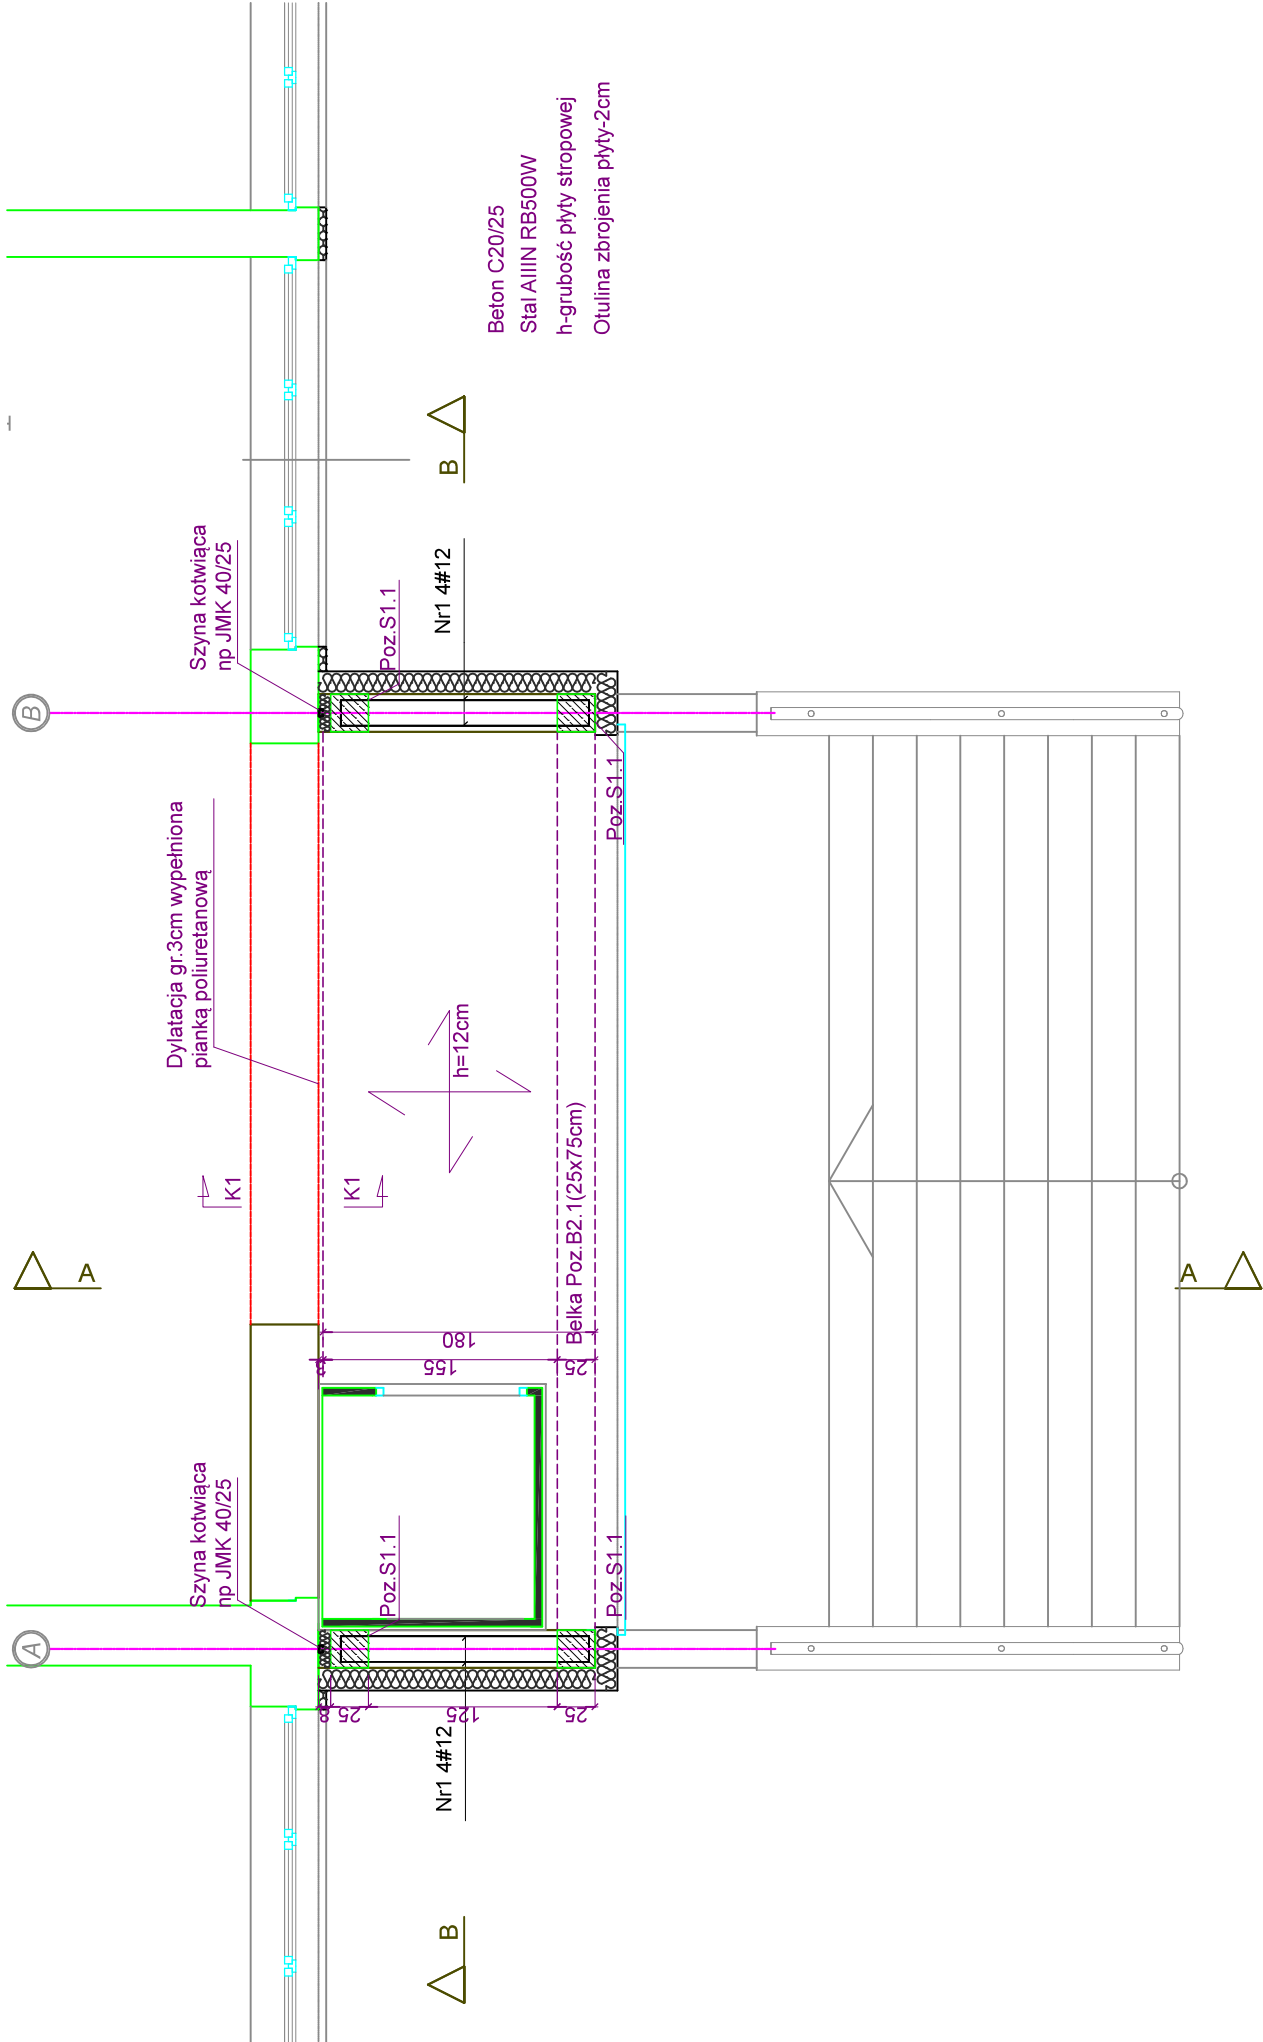 Beton C20/25
Stal AIIIN RB500W
h-grubość płyty stropowej
Otulina zbrojenia płyty-2cm
B
Szyna kotwiąca
np JMK 40/25
Poz.S1.1
Nr1 4#12
B
Poz.S1.1
Dylatacja gr.3cm wypełniona
pianką poliuretanową
h=12cm
K1
K1
Belka Poz.B2.1(25x75cm)
A
A
180
3
155
25
Szyna kotwiąca
np JMK 40/25
Poz.S1.1
Poz.S1.1
A
8
25
125
25
Nr1 4#12
B